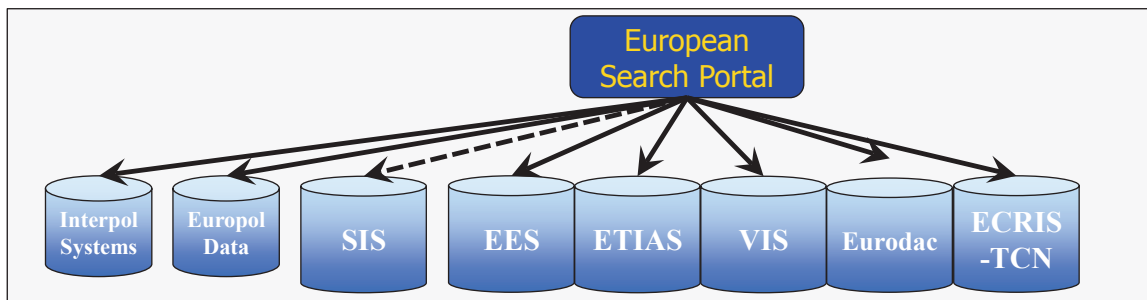 European
Search Portal
Interpol
Systems
Europol
Data
SIS
EES
ETIAS
VIS
Eurodac
ECRIS
-TCN